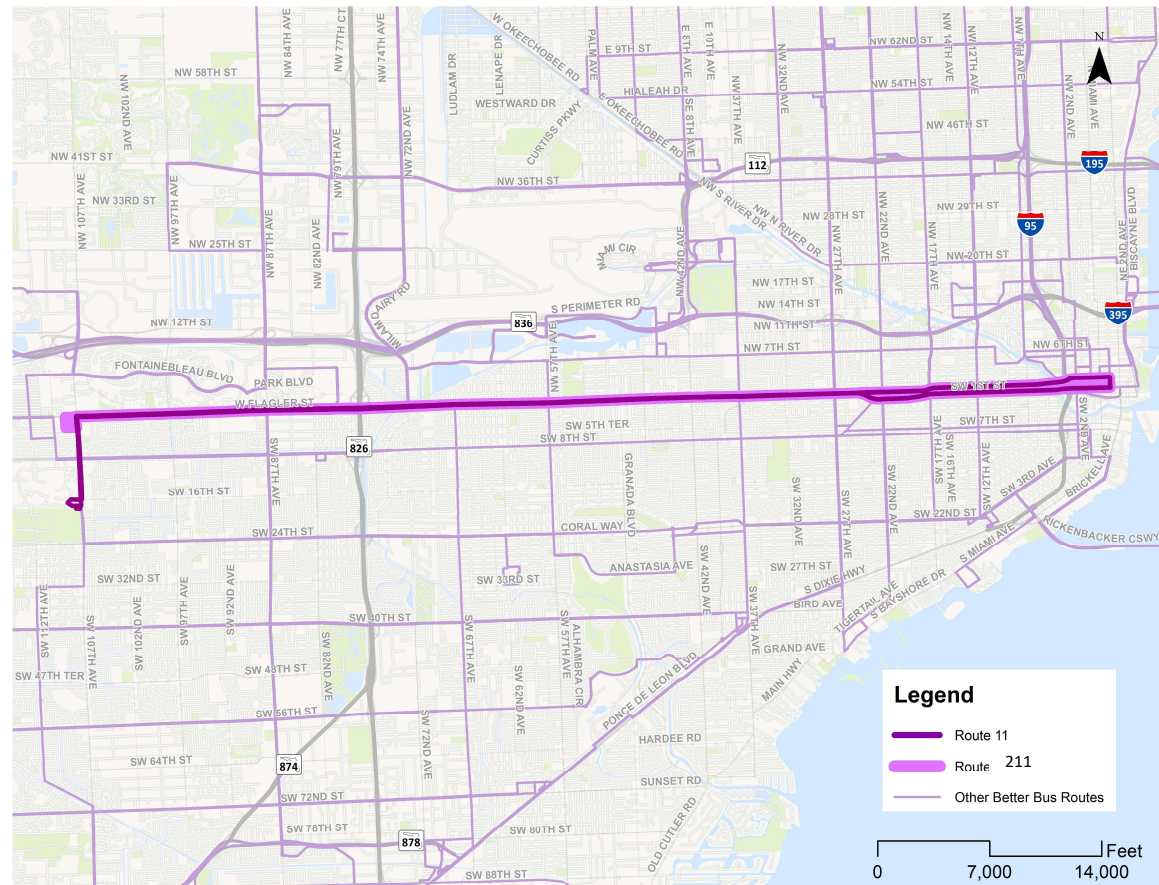 N
W OKEECHOBEE RD
PALM AVE
E 9TH ST
E 8TH AVE
E 10TH AVE
NW 62ND ST
NW 14TH AVE
NW 12TH AVE
NW 7TH AVE
NW 84TH AVE
NW 77TH CT
NW 74TH AVE
LUDLAM DR
LENAPE DR
NW 58TH ST
NW 102ND AVE
HIALEAH DR
WESTWARD DR
CURTISS PKWY
E OKEECHOBEE RD
SE 8TH AVE
NW 37TH AVE
NW 32ND AVE
NW 54TH ST
NW 46TH ST
NW 2ND AVE
NW 41ST ST
NW 79TH AVE
NW 72ND AVE
NW 36TH ST
112
195
NW 107TH AVE
NW 33RD ST
NW 97TH AVE
NW 25TH ST
NW 87TH AVE
NW 82ND AVE
NW S RIVER DR
NW N RIVER DR
NW 28TH ST
NW 22ND AVE
NW 29TH ST
95
NE 2ND AVE
BISCAYNE BLVD
NW 42ND AVE
NW 27TH AVE
NW 17TH AVE
NW 20TH ST
NW 17TH ST
NW 14TH ST
S PERIMETER RD
MILAM DAIRY RD
NW 12TH ST
836
NW 11TH ST
395
NW 57TH AVE
NW 7TH ST
NW 6TH ST
FONTAINEBLEAU BLVD
PARK BLVD
W FLAGLER ST
SW 1ST ST
SW 5TH TER
SW 8TH ST
SW 7TH ST
SW 2ND AVE
BRICKELL AVE
826
SW 87TH AVE
SW 16TH ST
GRANADA BLVD
SW 32ND AVE
SW 27TH AVE
SW 22ND AVE
SW 17TH AVE
SW 16TH AVE
SW 12TH AVE
SW 3RD AVE
SW 24TH ST
CORAL WAY
SW 22ND ST
RICKENBACKER CSWY
S MIAMI AVE
SW 112TH AVE
SW 32ND ST
SW 107TH AVE
SW 102ND AVE
SW 97TH AVE
SW 92ND AVE
SW 33RD ST
ANASTASIA AVE
SW 42ND AVE
SW 27TH ST
S DIXIE HWY
BIRD AVE
TIGERTAIL AVE
S BAYSHORE DR
SW 40TH ST
SW 82ND AVE
SW 67TH AVE
SW 57TH AVE
ALHAMBRA CIR
SW 37TH AVE
GRAND AVE
MAIN HWY
SW 47TH TER
SW 48TH ST
SW 62ND AVE
PONCE DE LEON BLVD
SW 56TH ST
SW 72ND AVE
HARDEE RD
SW 64TH ST
874
SUNSET RD
SW 72ND ST
OLD CUTLER RD
SW 78TH ST
878
SW 80TH ST
SW 88TH ST
Legend
Route 11
Route 211
Other Better Bus Routes
Feet
0 7,000 14,000